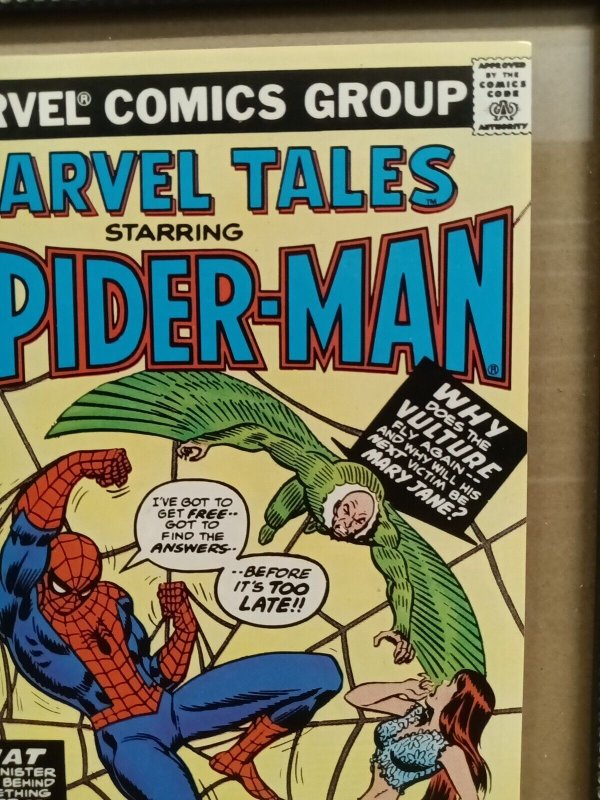 RVEL® COMICS GROUP
APPROVED
BY THE
COMICS
CODE
AUTHORITY
ARVEL TALES™
STARRING
PIDER-MAN®
WHY
DOES THE
VULTURE
FLY AGAIN--
AND WHY WILL HIS
NEXT VICTIM BE
MARY JANE?
I'VE GOT TO
GET FREE--
GOT TO
FIND THE
ANSWERS--
--BEFORE
IT'S TOO
LATE!!
AT
NISTER
BEHIND
ETHING